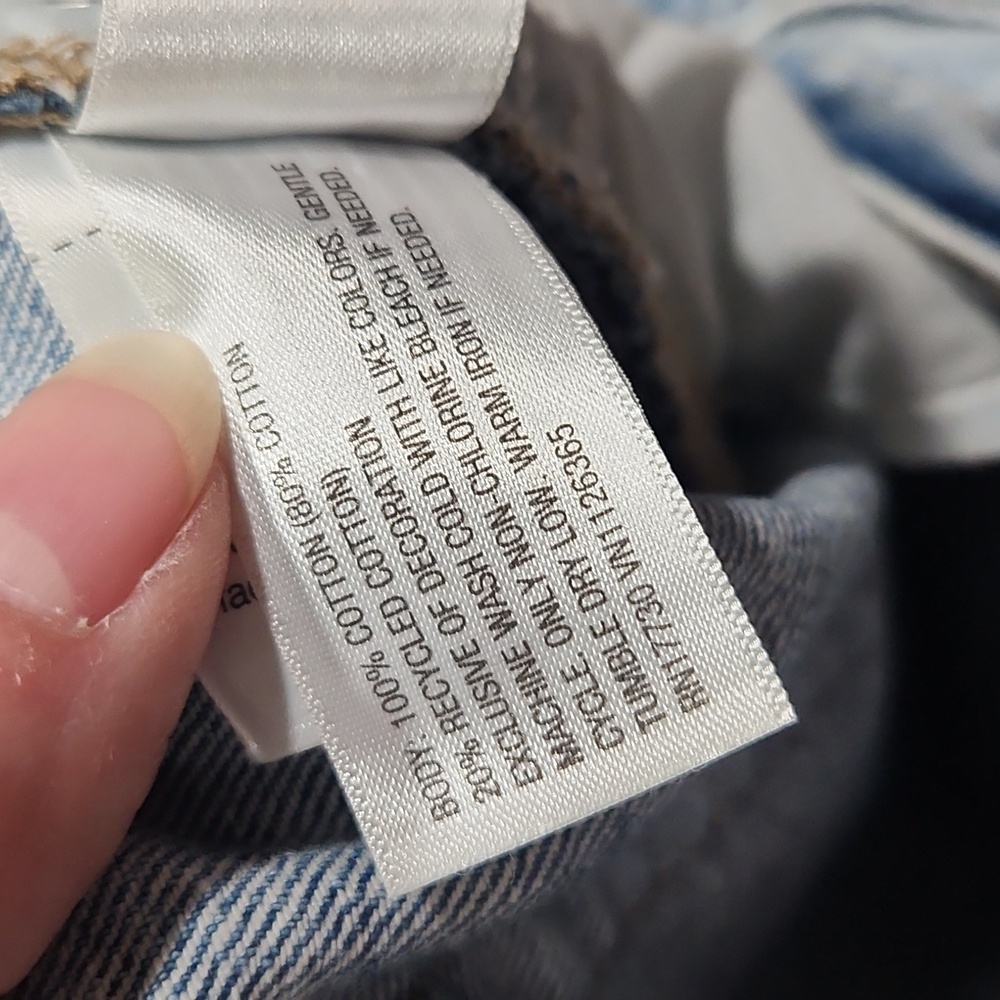 BODY: 100% COTTON (80% COTTON
20% RECYCLED COTTON)
EXCLUSIVE OF DECORATION
MACHINE WASH COLD WITH LIKE COLORS. GENTLE
CYCLE. ONLY NON-CHLORINE BLEACH IF NEEDED.
TUMBLE DRY LOW. WARM IRON IF NEEDED.
RN17730 VN1126365